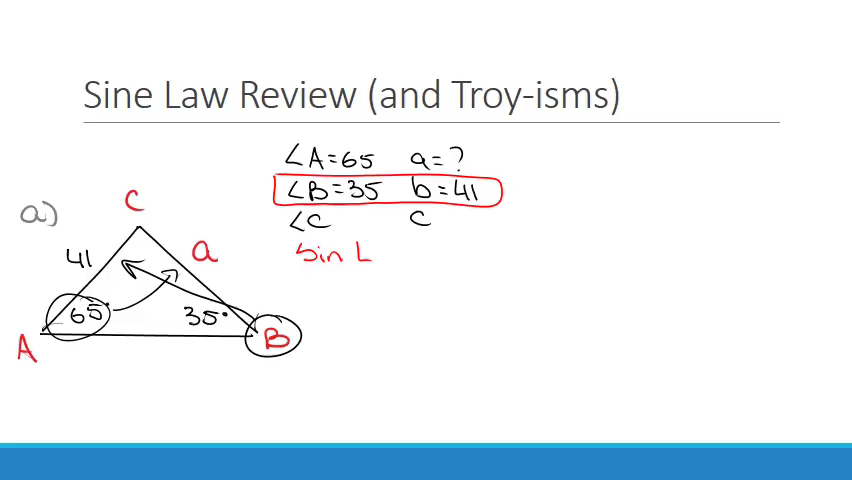 Sine Law Review (and Troy-isms)
∠A=65 a=?
∠B=35 b=41
∠C c
Sin L
a)
C
41
a
65°
35°
A
B